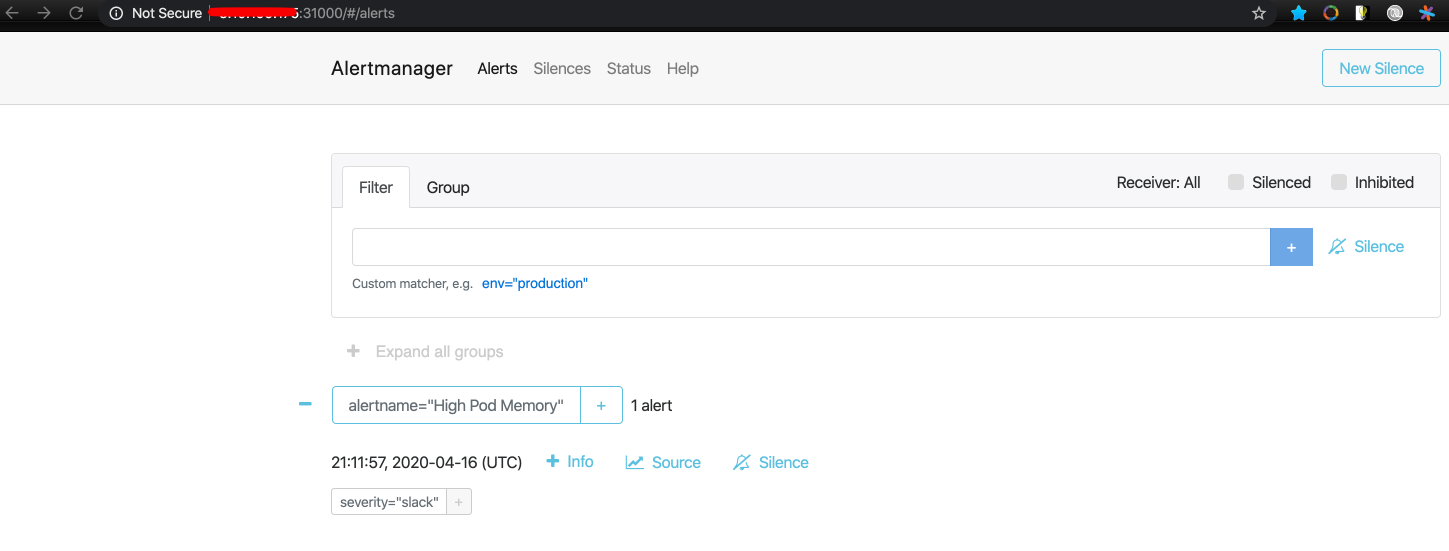 Not Secure :31000/#/alerts
Alertmanager Alerts Silences Status Help New Silence
Filter Group Receiver: All Silenced Inhibited
+ Silence
Custom matcher, e.g. env="production"
+ Expand all groups
alertname="High Pod Memory" + 1 alert
21:11:57, 2020-04-16 (UTC) + Info Source Silence
severity="slack" +